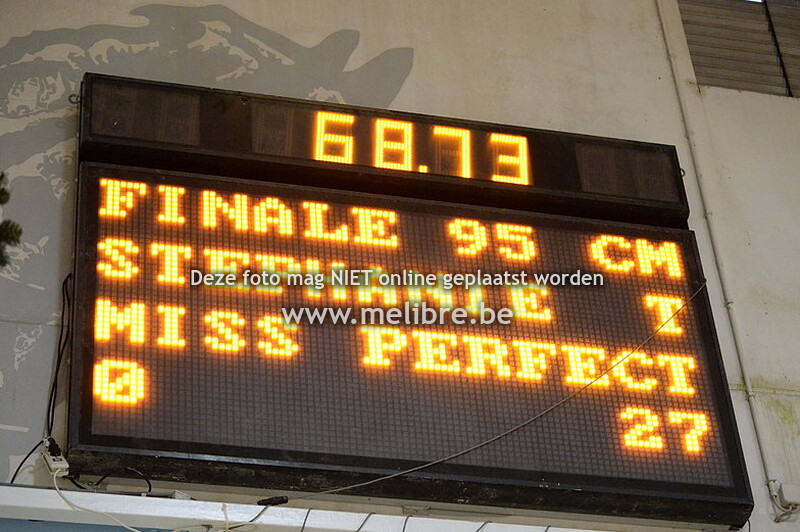 68.73
FINALE 95 CM
STEPHANIE T
Deze foto mag NIET online geplaatst worden
www.melibre.be
MISS PERFECT
0 27